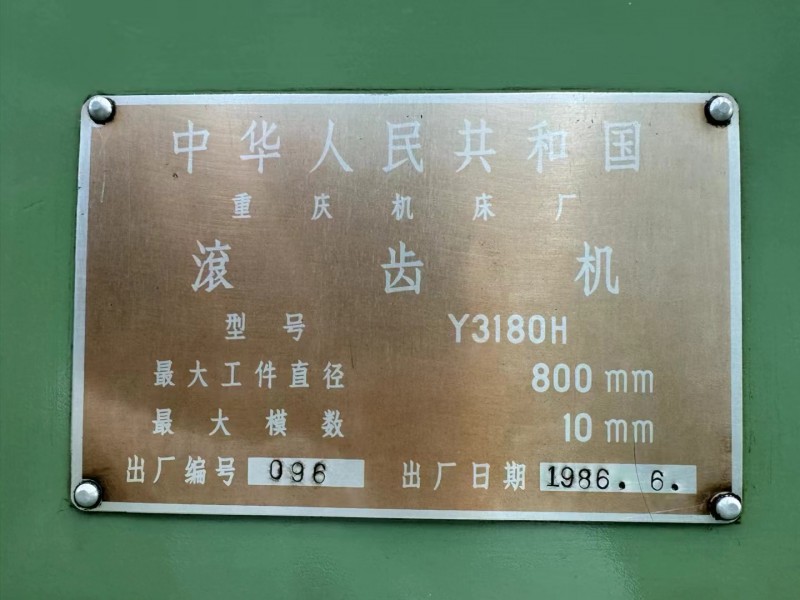 中华人民共和国
重庆机床厂
滚齿机
型号 Y3180H
最大工件直径 800 mm
最大模数 10 mm
出厂编号 096 出厂日期 1986. 6.